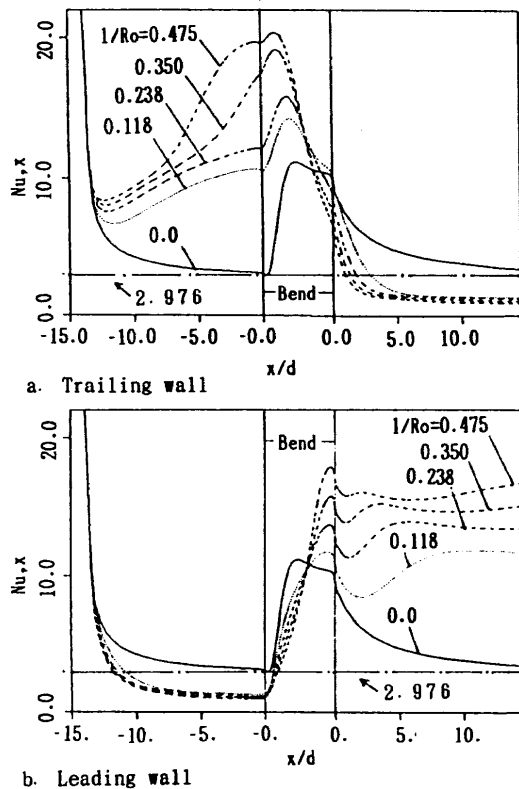 20.0
1/Ro=0.475
0.350
0.238
0.118
Nu,x
10.0
0.0
2.976
Bend
0.0
-15.0 -10.0 -5.0 -0.0 0.0 5.0 10.0
x/d
a. Trailing wall
20.0
Bend
1/Ro=0.475
0.350
0.238
0.118
Nu,x
10.0
0.0
2.976
0.0
-15. -10. -5. -0. 0. 5. 10.
x/d
b. Leading wall